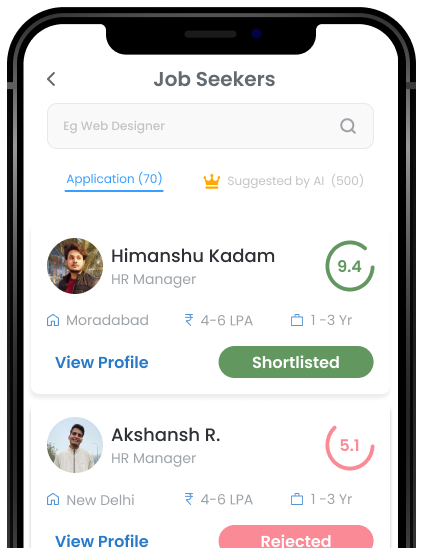 Job Seekers
Eg Web Designer
Application (70) Suggested by AI (500)
Himanshu Kadam
HR Manager
9.4
Moradabad ₹ 4-6 LPA 1 -3 Yr
View Profile Shortlisted
Akshansh R.
HR Manager
5.1
New Delhi ₹ 4-6 LPA 1 -3 Yr
View Profile Rejected